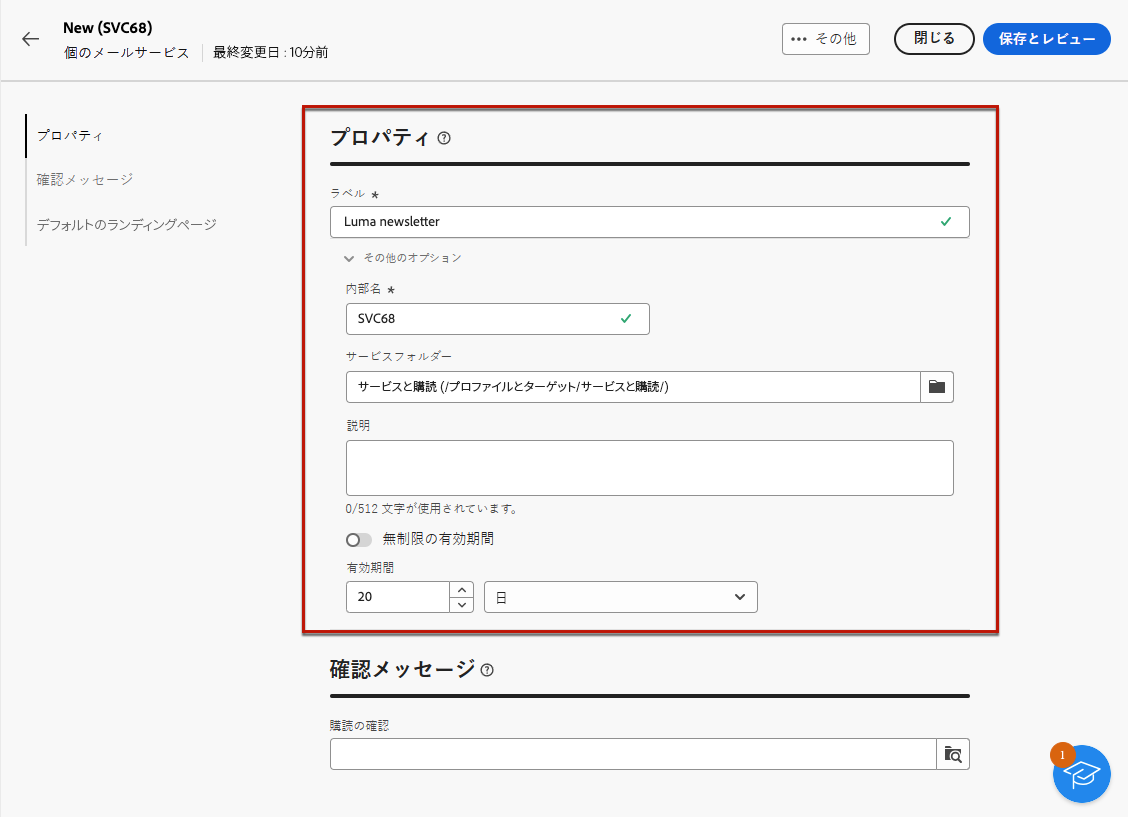 New (SVC68)
個のメールサービス 最終変更日 : 10分前
••• その他
閉じる
保存とレビュー
プロパティ
確認メッセージ
デフォルトのランディングページ
プロパティ ?
ラベル *
Luma newsletter
その他のオプション
内部名 *
SVC68
サービスフォルダー
サービスと購読 (/プロファイルとターゲット/サービスと購読/)
説明
0/512 文字が使用されています。
無制限の有効期間
有効期間
20 日
確認メッセージ ?
購読の確認
1